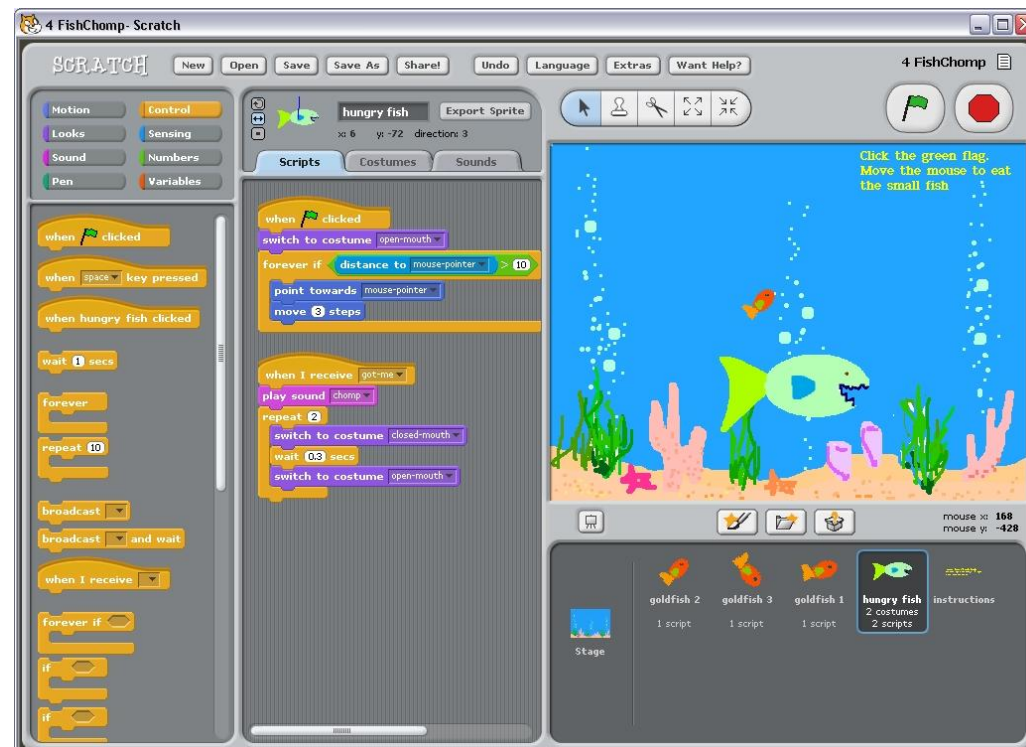 4 FishChomp- Scratch
SCRATCH New Open Save Save As Share! Undo Language Extras Want Help? 4 FishChomp
Motion Control
Looks Sensing
Sound Numbers
Pen Variables
when clicked
when space key pressed
when hungry fish clicked
wait 1 secs
forever
repeat 10
broadcast
broadcast and wait
when I receive
forever if
if
if
hungry fish Export Sprite
x: 6 y: -72 direction: 3
Scripts Costumes Sounds
when clicked
switch to costume open-mouth
forever if distance to mouse-pointer > 10
point towards mouse-pointer
move 3 steps
when I receive got-me
play sound chomp
repeat 2
switch to costume closed-mouth
wait 0.3 secs
switch to costume open-mouth
Click the green flag.
Move the mouse to eat
the small fish
mouse x: 168
mouse y: -428
goldfish 2 goldfish 3 goldfish 1 hungry fish instructions
1 script 1 script 1 script 2 costumes
2 scripts
Stage